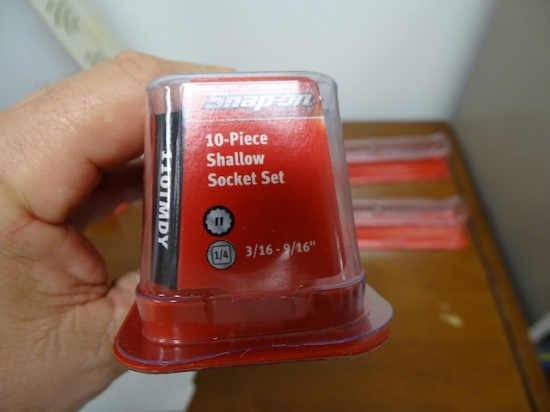 Snap-on
10-Piece
Shallow
Socket Set
1/4
3/16 - 9/16"
110TMDY